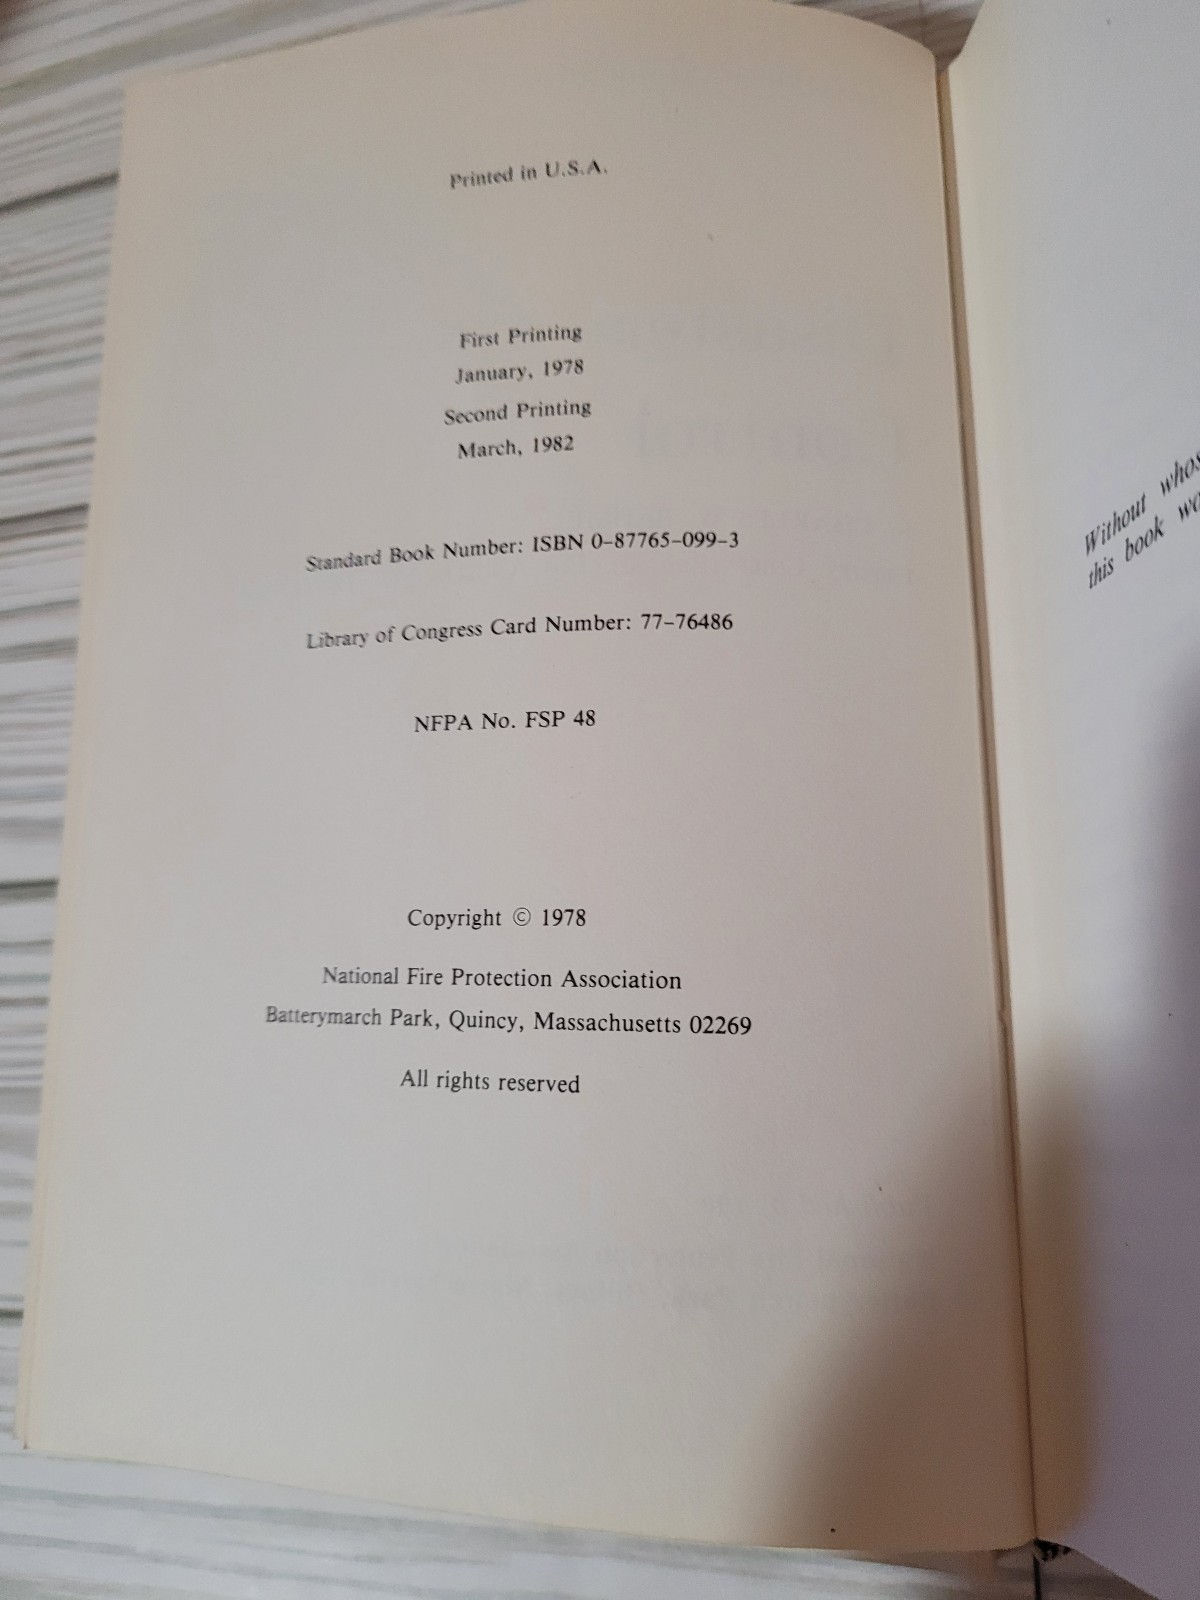 Printed in U.S.A.
First Printing
January, 1978
Second Printing
March, 1982
Standard Book Number: ISBN 0-87765-099-3
Library of Congress Card Number: 77-76486
NFPA No. FSP 48
Copyright © 1978
National Fire Protection Association
Batterymarch Park, Quincy, Massachusetts 02269
All rights reserved
Without
this book